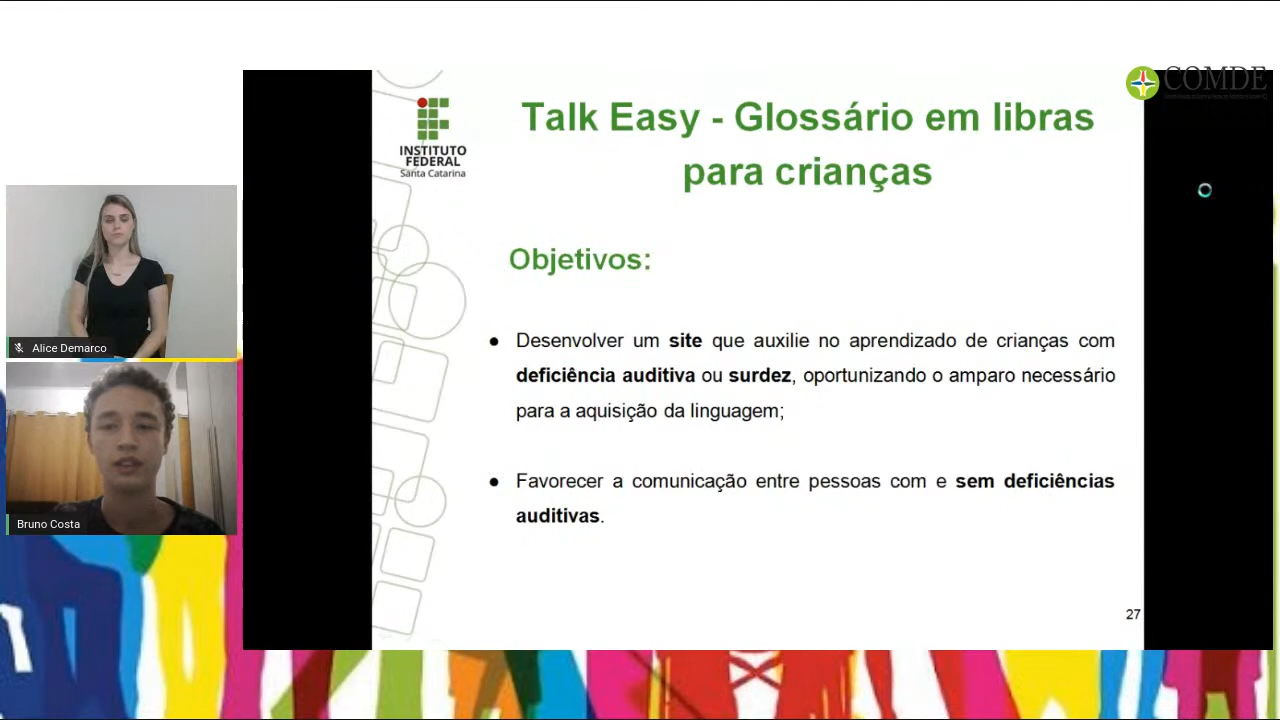 COMDE
INSTITUTO
FEDERAL
Santa Catarina
Talk Easy - Glossário em libras
para crianças
Objetivos:
● Desenvolver um site que auxilie no aprendizado de crianças com
deficiência auditiva ou surdez, oportunizando o amparo necessário
para a aquisição da linguagem;
● Favorecer a comunicação entre pessoas com e sem deficiências
auditivas.
27
Alice Demarco
Bruno Costa